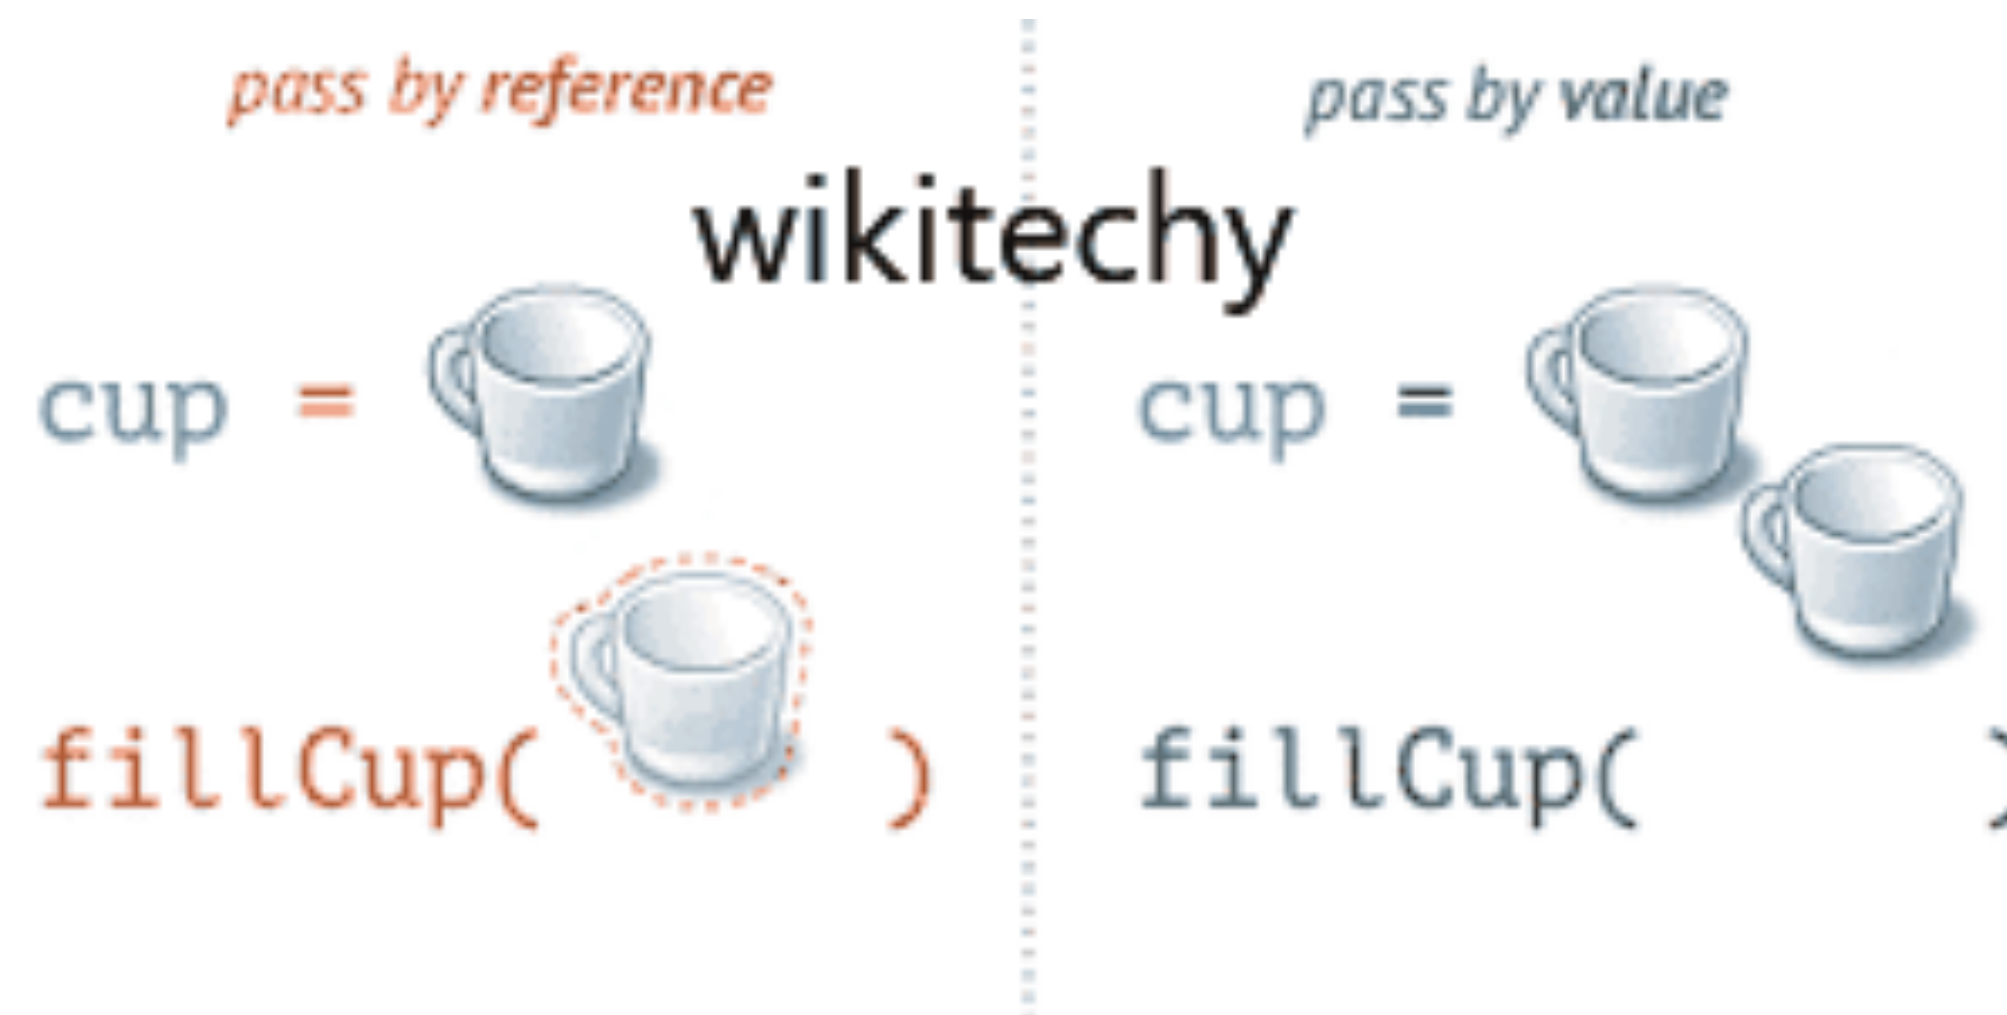 pass by reference
pass by value
wikitechy
cup =
cup =
fillCup( )
fillCup( )